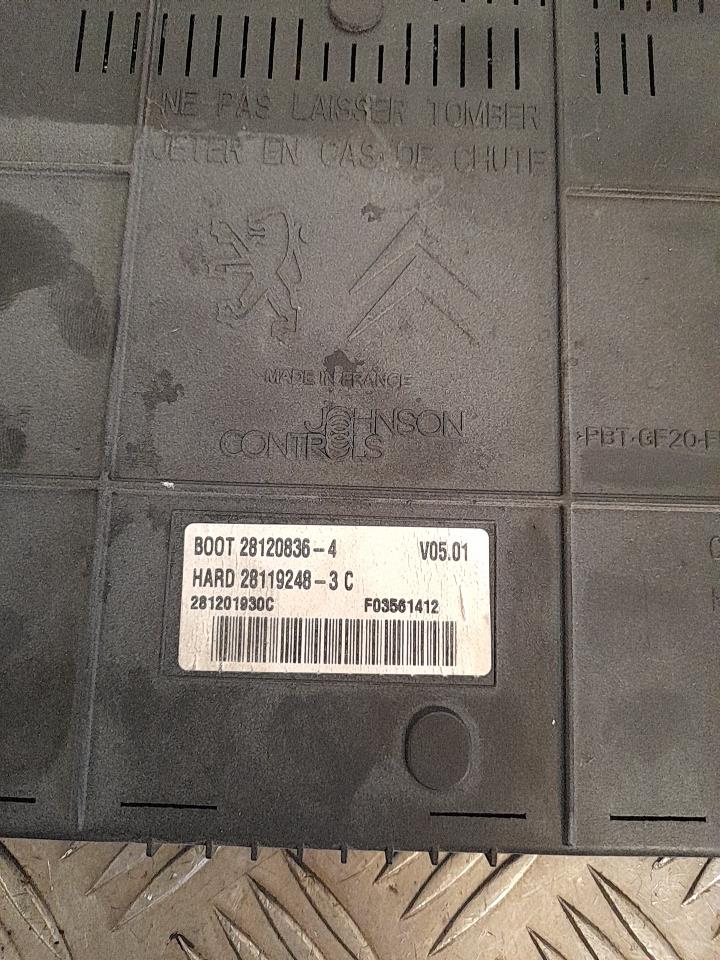 NE PAS LAISSER TOMBER
JETER EN CAS DE CHUTE
MADE IN FRANCE
JOHNSON
CONTROLS
>PBT-GF20-F
BOOT 28120836-4 V05.01
HARD 28119248-3 C
281201930C F03561412